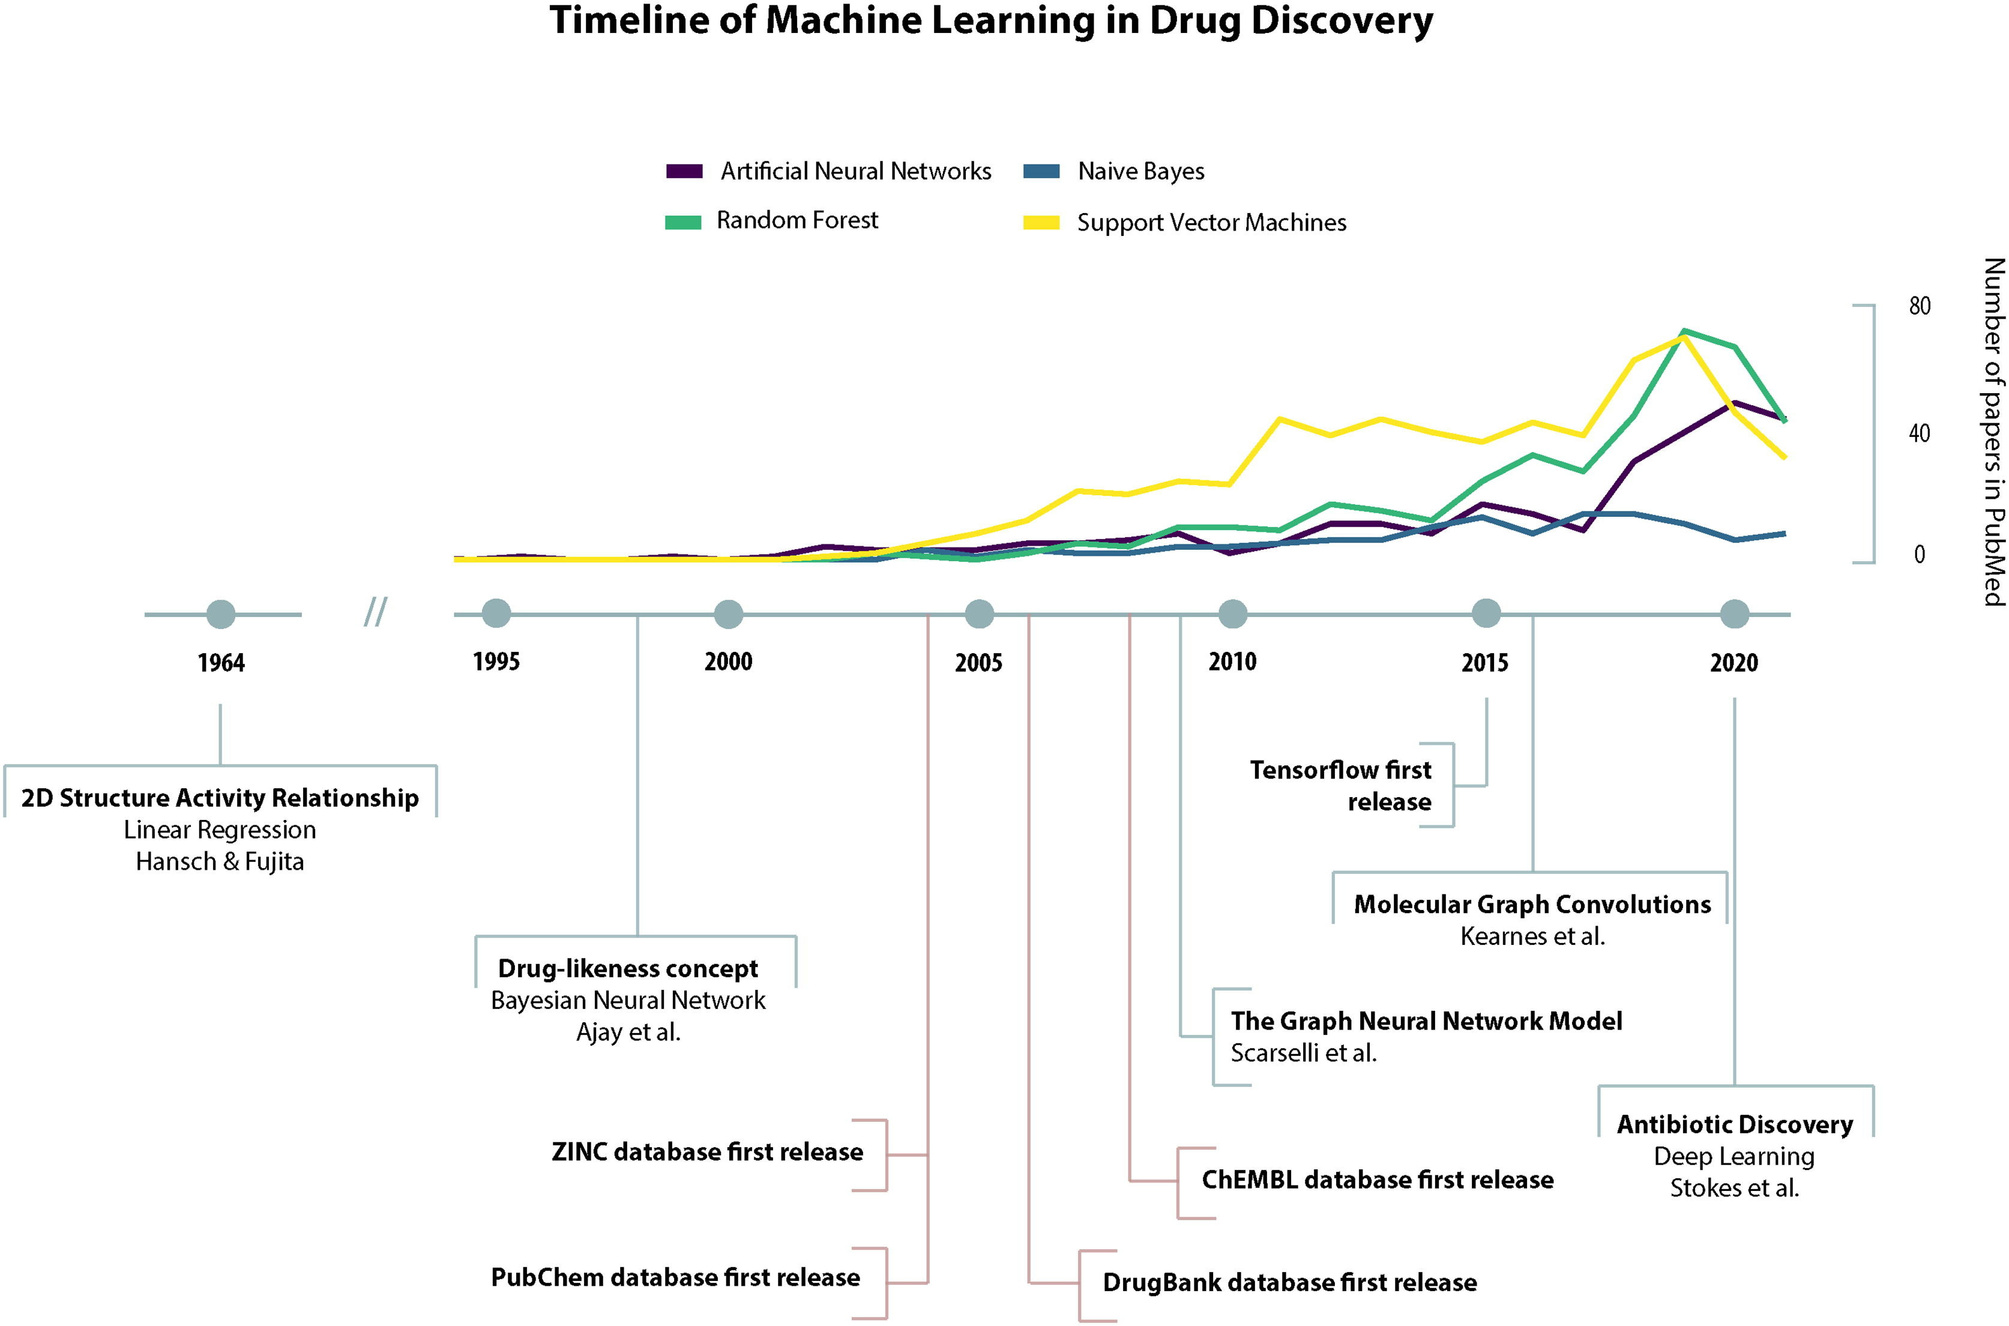 Timeline of Machine Learning in Drug Discovery
Artificial Neural Networks
Naive Bayes
Random Forest
Support Vector Machines
80
40
0
Number of papers in PubMed
//
1964
1995
2000
2005
2010
2015
2020
2D Structure Activity Relationship
Linear Regression
Hansch & Fujita
Drug-likeness concept
Bayesian Neural Network
Ajay et al.
ZINC database first release
PubChem database first release
Tensorflow first
release
Molecular Graph Convolutions
Kearnes et al.
The Graph Neural Network Model
Scarselli et al.
Antibiotic Discovery
Deep Learning
Stokes et al.
ChEMBL database first release
DrugBank database first release